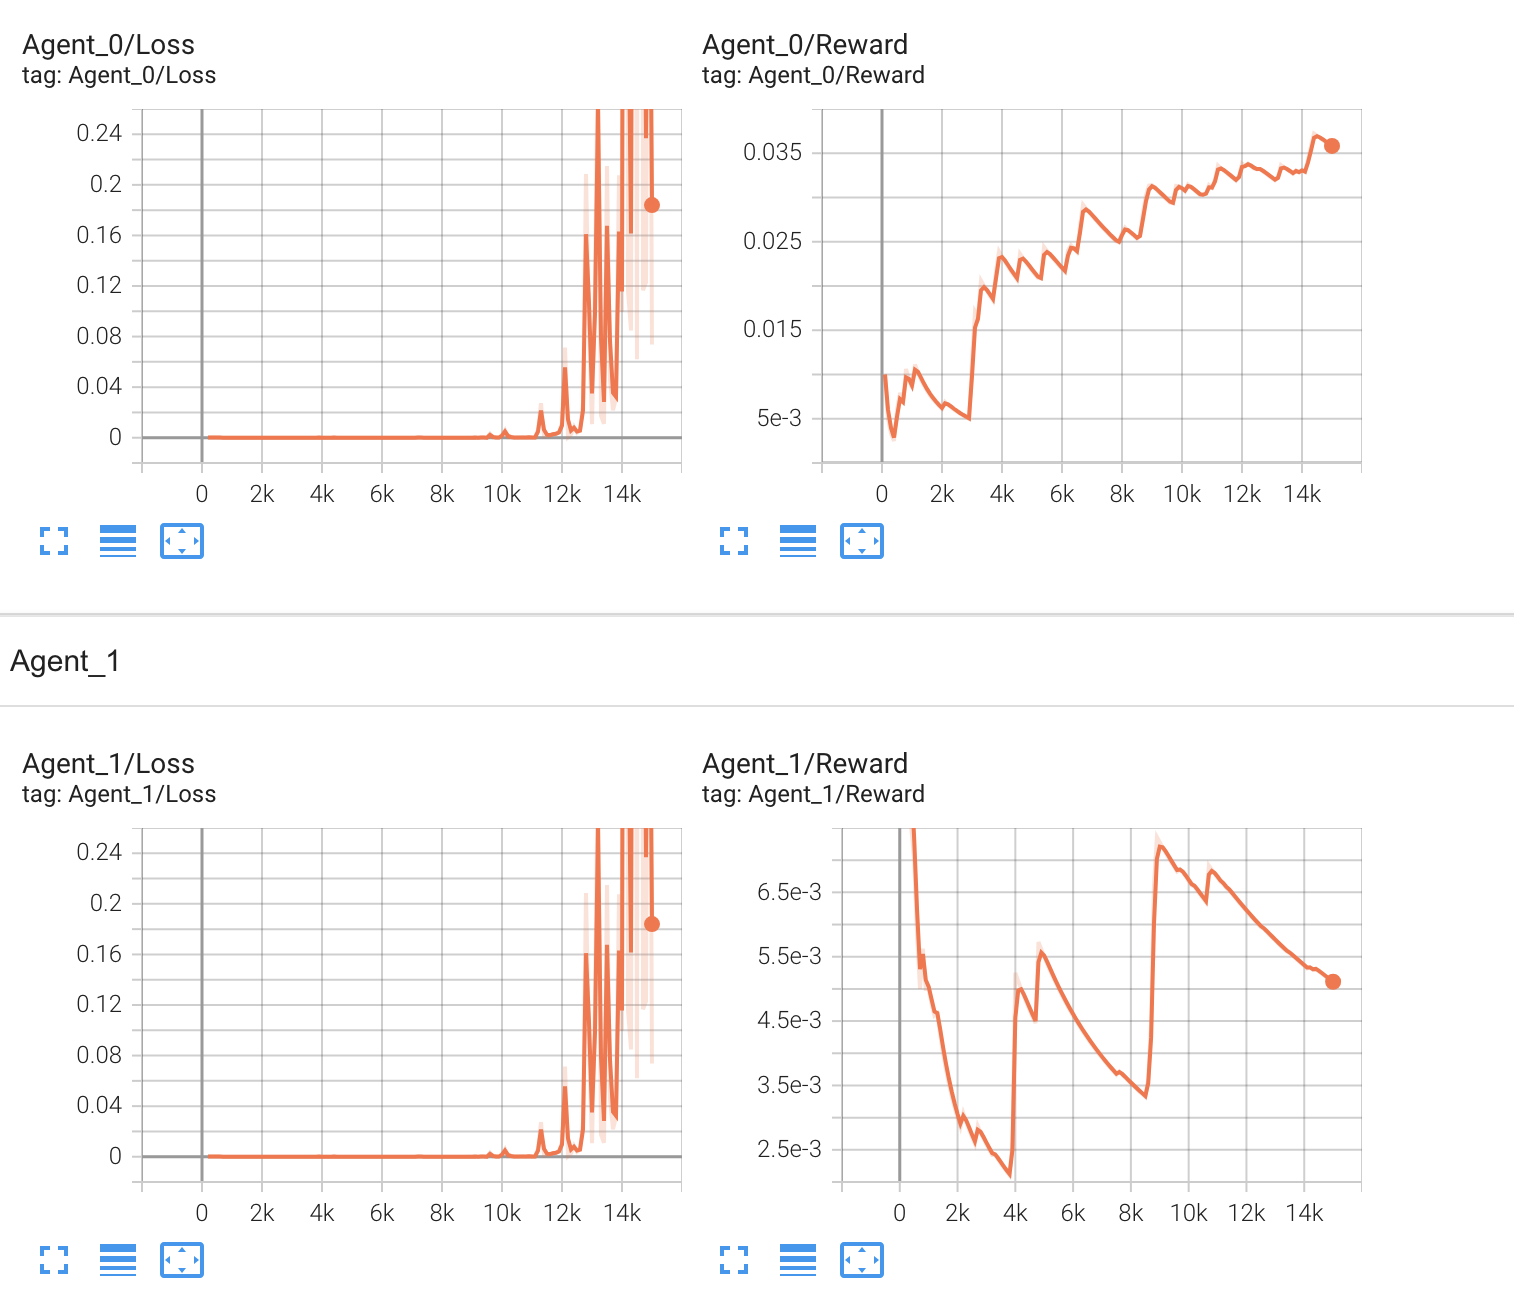 Agent_0/Loss
tag: Agent_0/Loss
0.24
0.2
0.16
0.12
0.08
0.04
0
0 2k 4k 6k 8k 10k 12k 14k
Agent_0/Reward
tag: Agent_0/Reward
0.035
0.025
0.015
5e-3
0 2k 4k 6k 8k 10k 12k 14k
Agent_1
Agent_1/Loss
tag: Agent_1/Loss
0.24
0.2
0.16
0.12
0.08
0.04
0
0 2k 4k 6k 8k 10k 12k 14k
Agent_1/Reward
tag: Agent_1/Reward
6.5e-3
5.5e-3
4.5e-3
3.5e-3
2.5e-3
0 2k 4k 6k 8k 10k 12k 14k